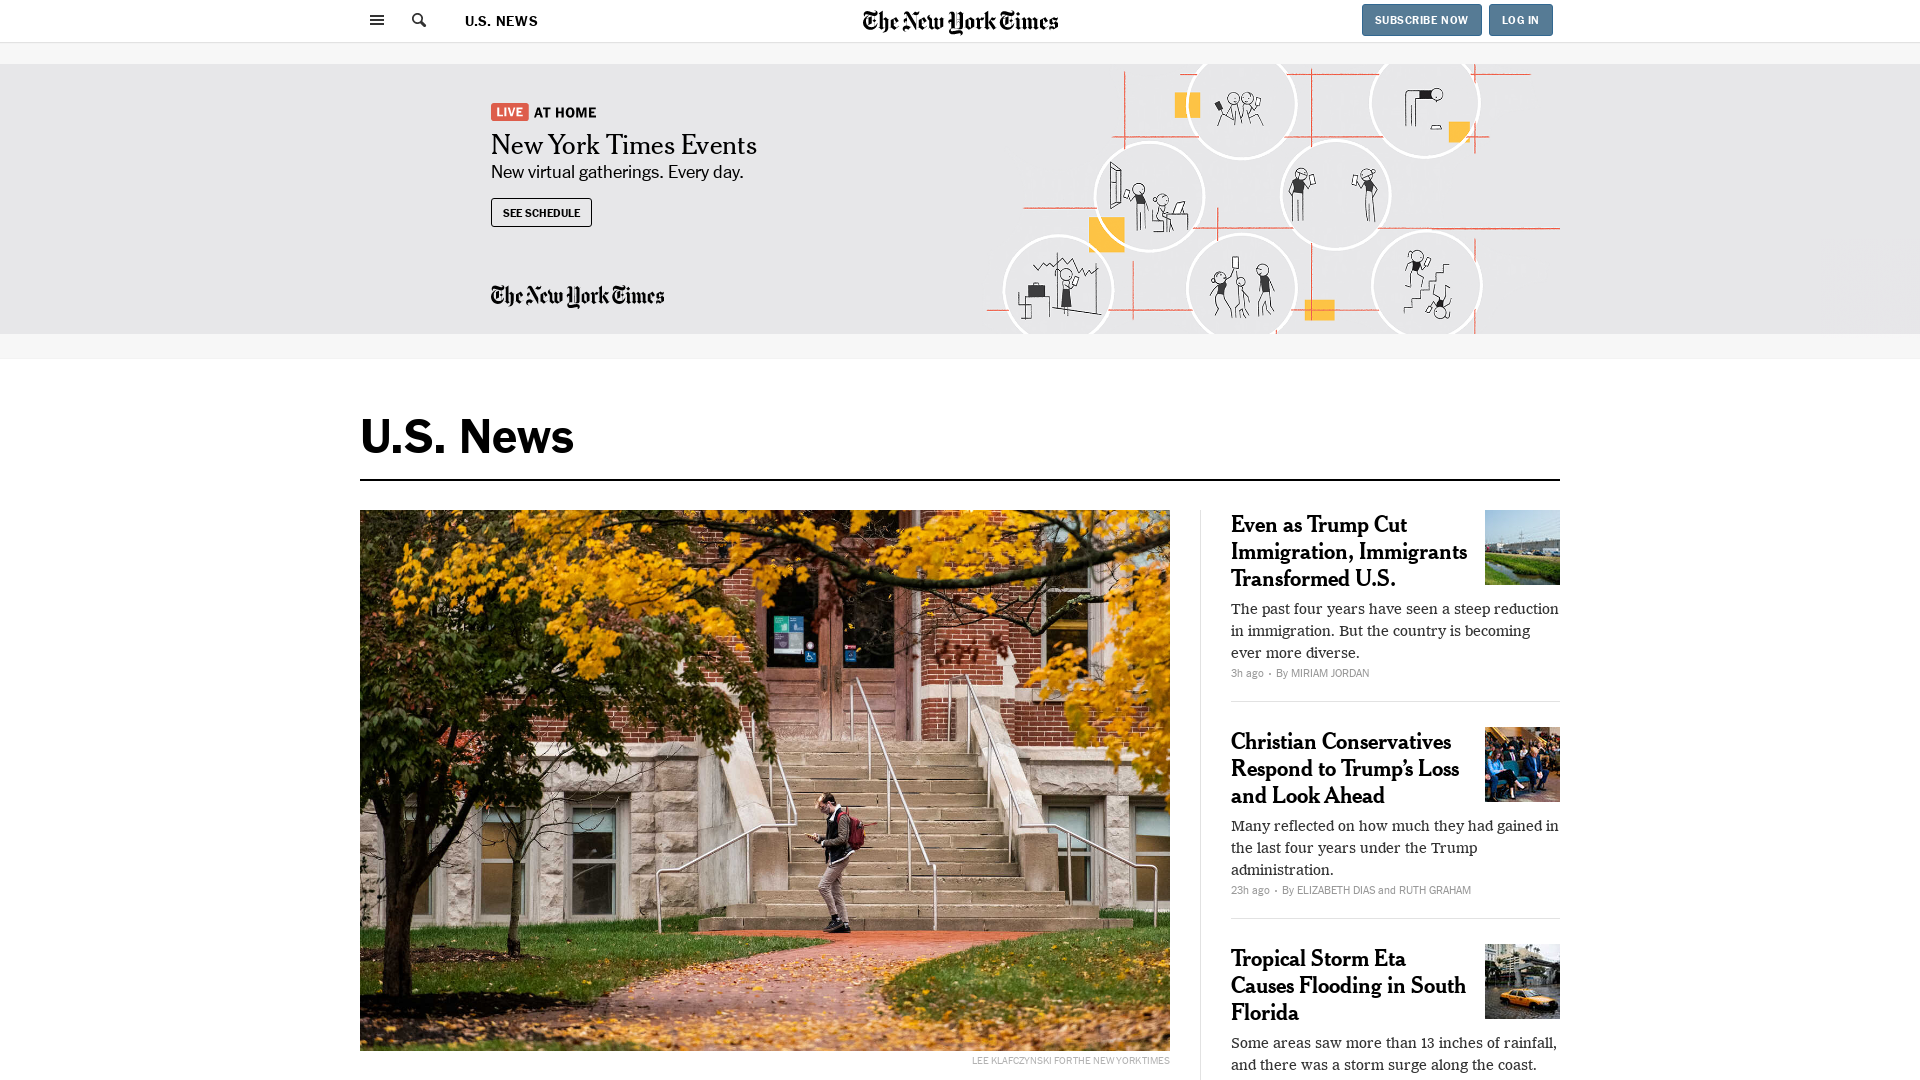 U.S. NEWS
The New York Times
SUBSCRIBE NOW
LOG IN
LIVE AT HOME
New York Times Events
New virtual gatherings. Every day.
SEE SCHEDULE
The New York Times
U.S. News
LEE KLAFCZYNSKI FOR THE NEW YORK TIMES
Even as Trump Cut
Immigration, Immigrants
Transformed U.S.
The past four years have seen a steep reduction
in immigration. But the country is becoming
ever more diverse.
3h ago · By MIRIAM JORDAN
Christian Conservatives
Respond to Trump’s Loss
and Look Ahead
Many reflected on how much they had gained in
the last four years under the Trump
administration.
23h ago · By ELIZABETH DIAS and RUTH GRAHAM
Tropical Storm Eta
Causes Flooding in South
Florida
Some areas saw more than 13 inches of rainfall,
and there was a storm surge along the coast.